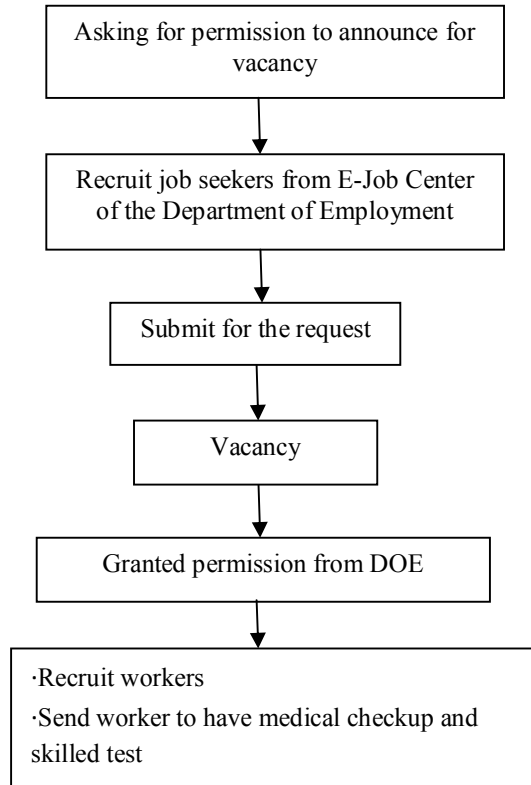 Asking for permission to announce for
vacancy
Recruit job seekers from E-Job Center
of the Department of Employment
Submit for the request
Vacancy
Granted permission from DOE
·Recruit workers
·Send worker to have medical checkup and
skilled test